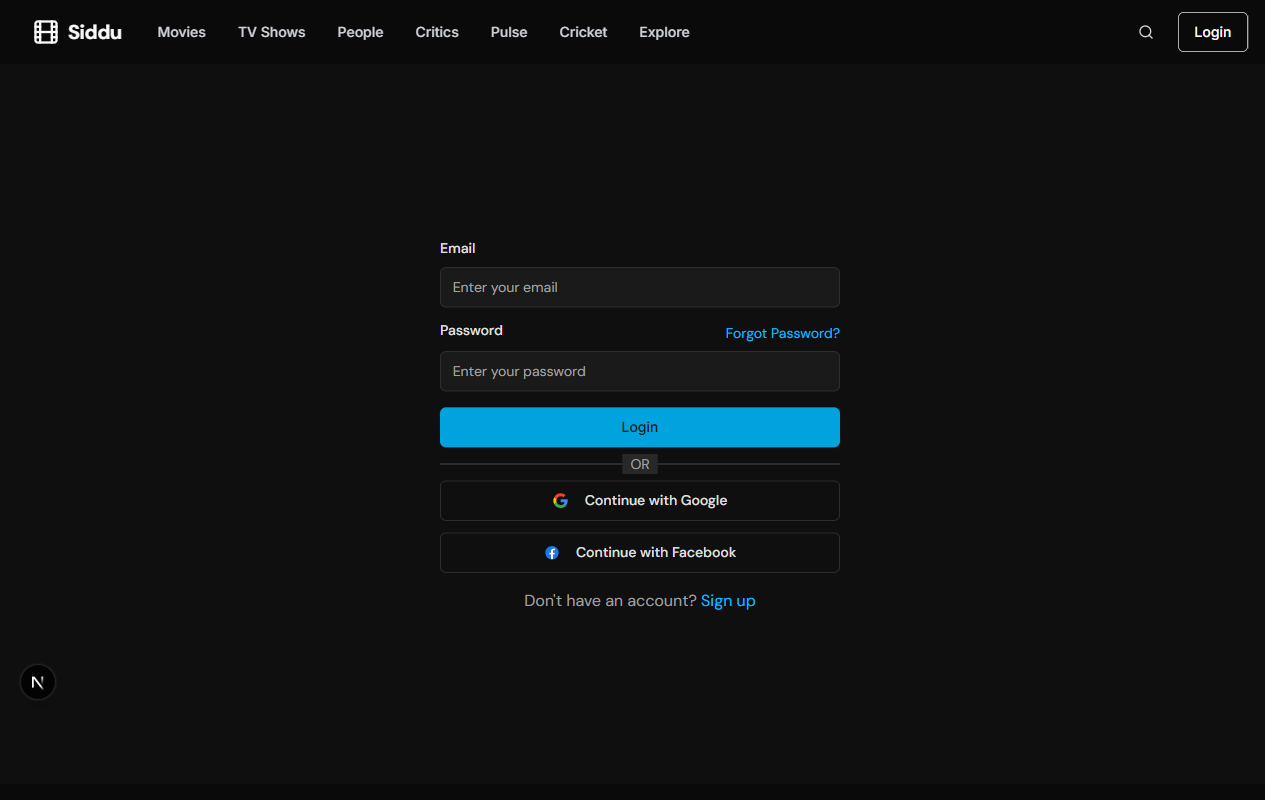 Siddu Movies TV Shows People Critics Pulse Cricket Explore Login
Email
Enter your email
Password Forgot Password?
Enter your password
Login
OR
Continue with Google
Continue with Facebook
Don't have an account? Sign up
N